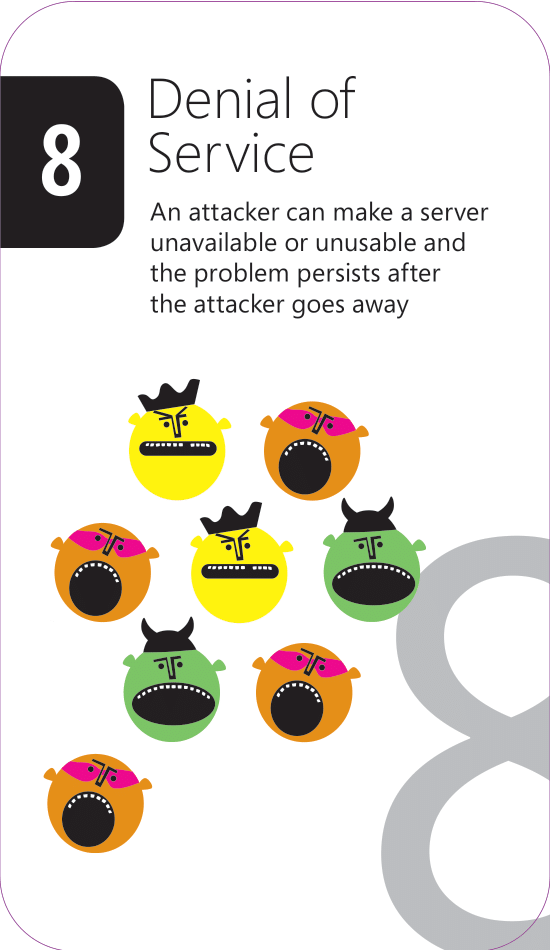 8
Denial of
Service
An attacker can make a server
unavailable or unusable and
the problem persists after
the attacker goes away
8